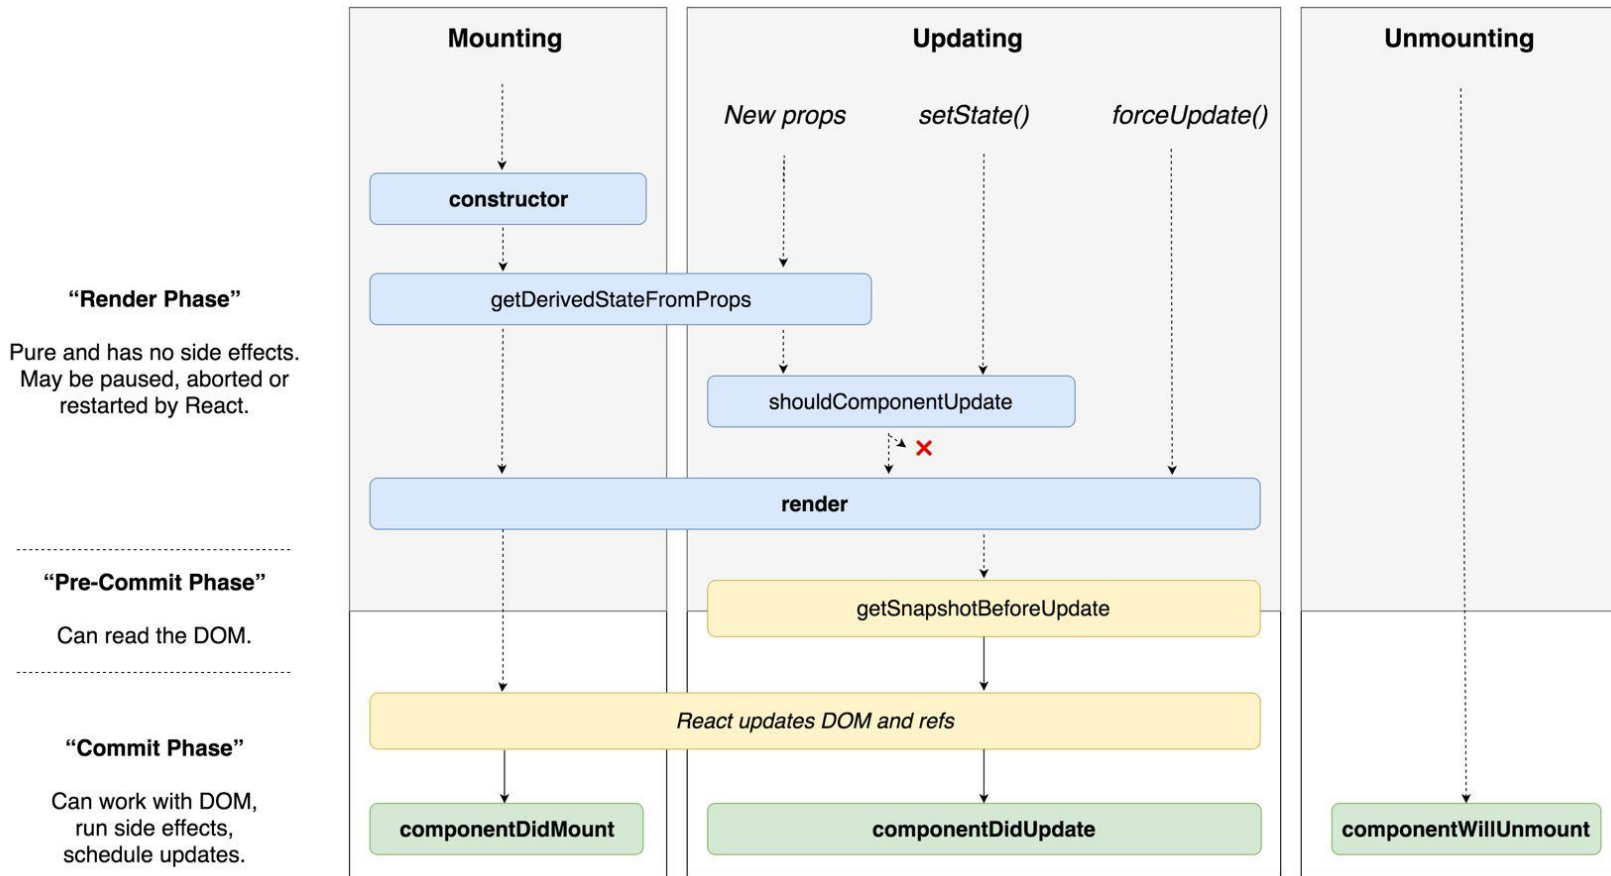 Mounting
Updating
Unmounting
New props
setState()
forceUpdate()
constructor
getDerivedStateFromProps
“Render Phase”
Pure and has no side effects.
May be paused, aborted or
restarted by React.
shouldComponentUpdate
render
“Pre-Commit Phase”
Can read the DOM.
getSnapshotBeforeUpdate
React updates DOM and refs
“Commit Phase”
Can work with DOM,
run side effects,
schedule updates.
componentDidMount
componentDidUpdate
componentWillUnmount